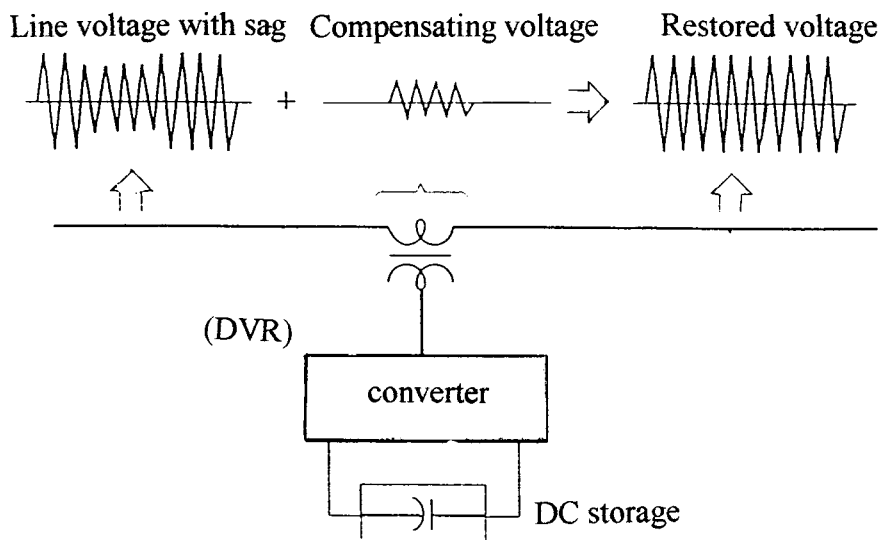 Line voltage with sag
Compensating voltage
Restored voltage
+
(DVR)
converter
DC storage